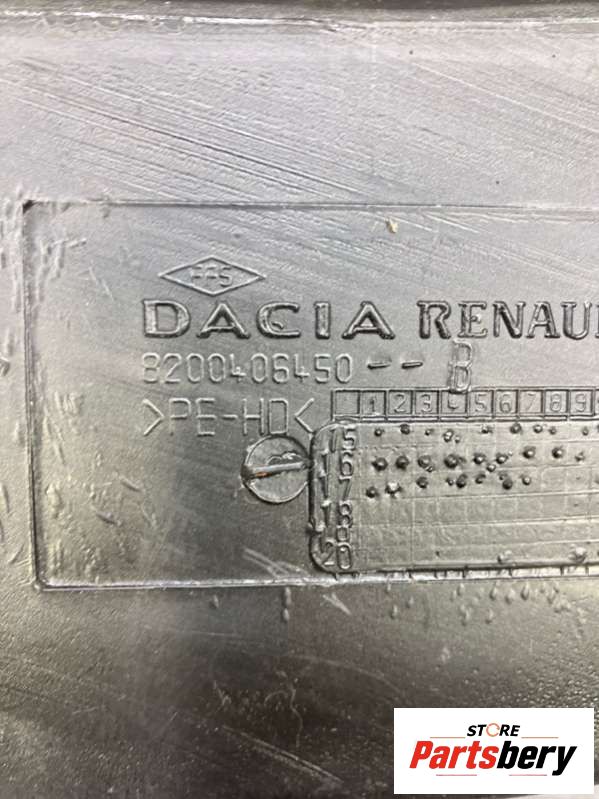 FFS
DACIA RENAU
8200406450 -- B
>PE-HD<
1 2 3 4 5 6 7 8 9
15
16
17
18
20
STORE
Partsbery